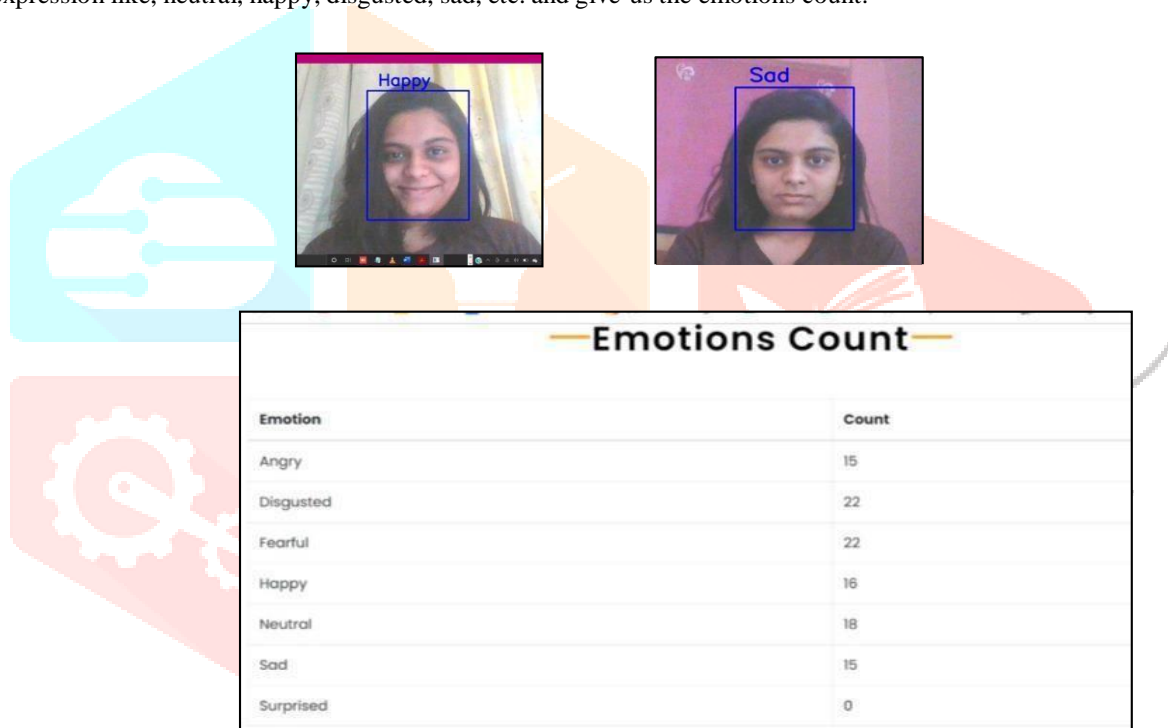 expression like, neutral, happy, disgusted, sad, etc. and give us the emotions count.
Happy
Sad
Emotions Count
Emotion Count
Angry 15
Disgusted 22
Fearful 22
Happy 16
Neutral 18
Sad 15
Surprised 0